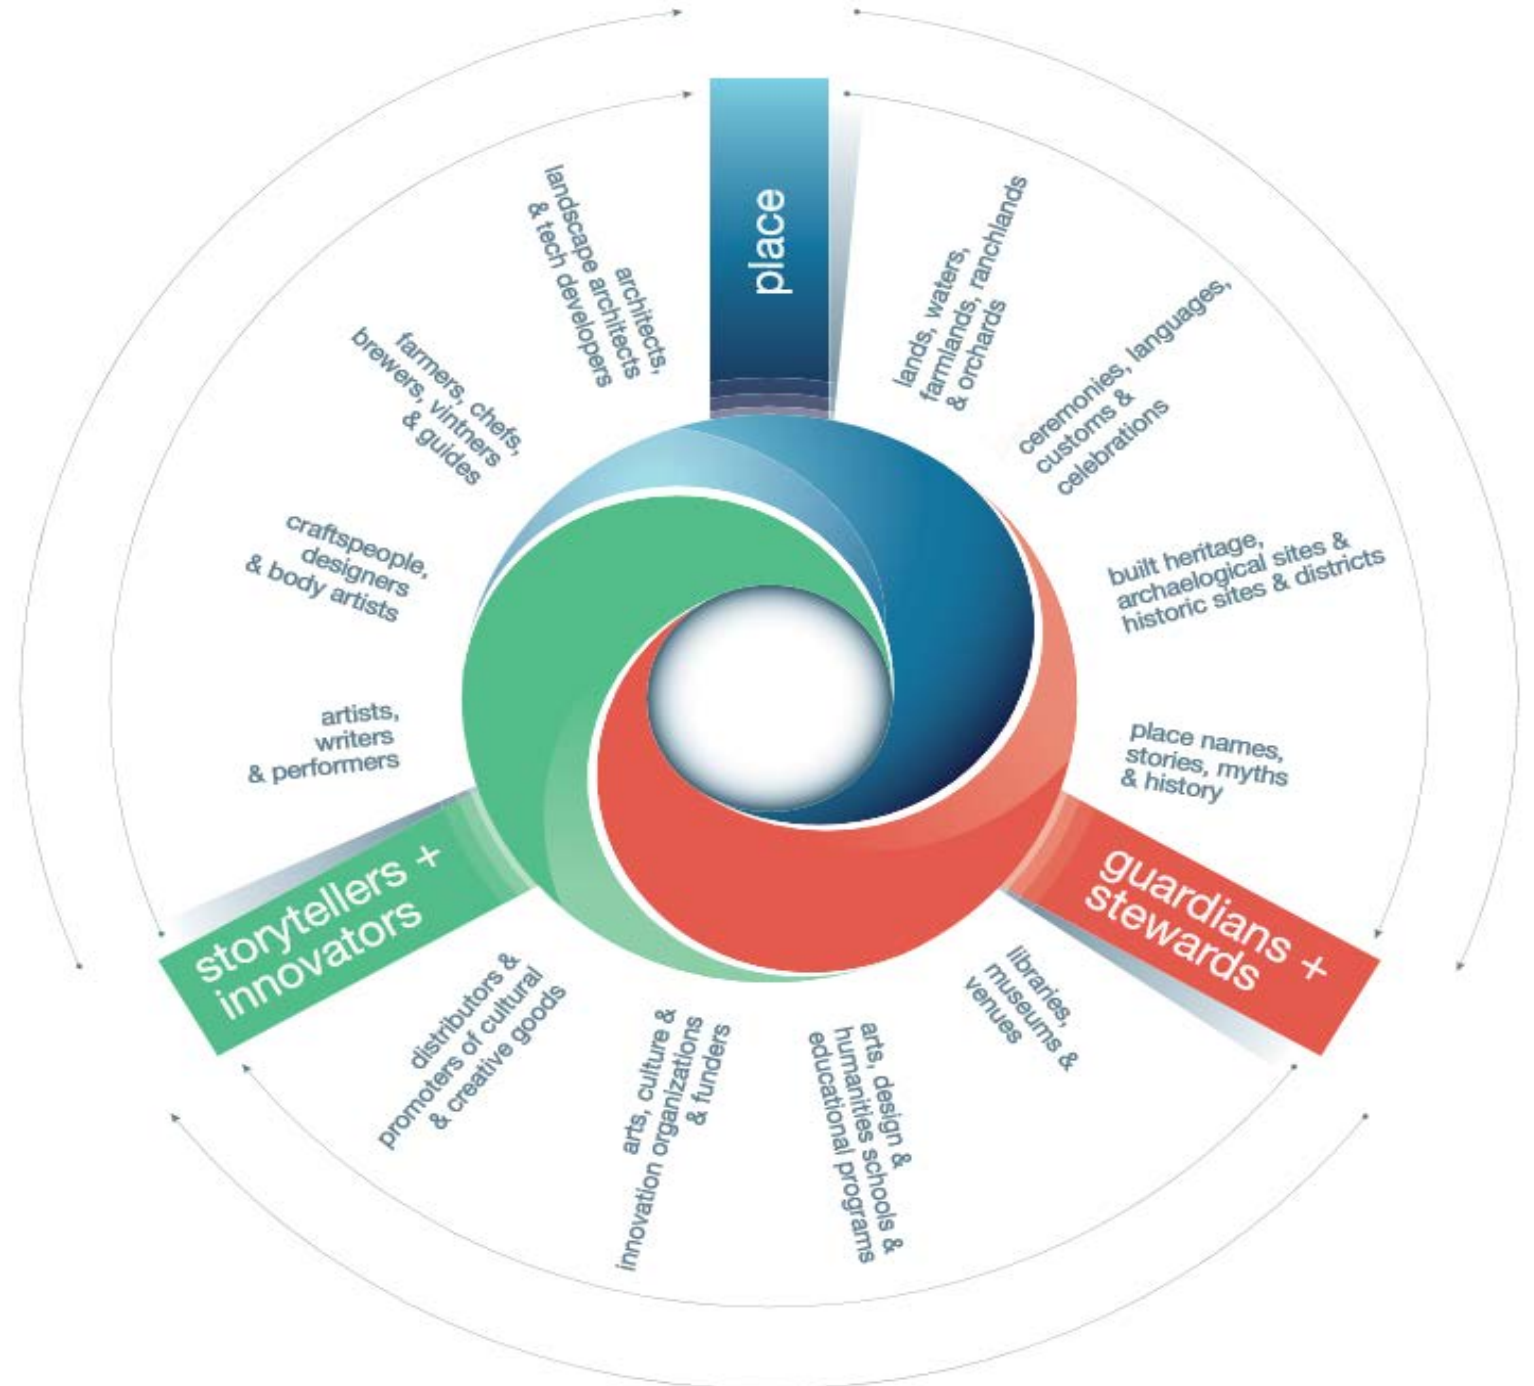 place
lands, waters,
farmlands, ranchlands
& orchards
ceremonies, languages,
customs &
celebrations
built heritage,
archaelogical sites &
historic sites & districts
place names,
stories, myths
& history
guardians +
stewards
libraries,
museums &
venues
arts, design &
humanities schools &
educational programs
arts, culture &
innovation organizations
& funders
distributors &
promoters of cultural
& creative goods
storytellers +
innovators
artists,
writers
& performers
craftspeople,
designers
& body artists
farmers, chefs,
brewers, vintners
& guides
architects,
landscape architects
& tech developers